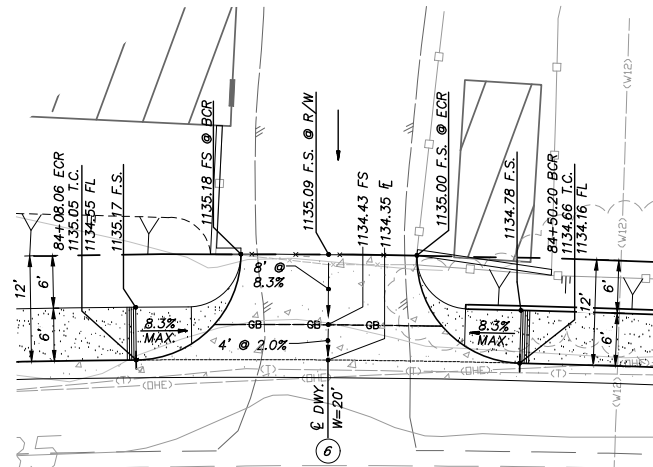 84+08.06 ECR
1135.05 T.C.
1134.55 FL
1135.17 F.S.
1135.18 FS @ BCR
1135.09 F.S. @ R/W
1134.43 FS
1134.35 FL
1135.00 F.S. @ ECR
1134.78 F.S.
84+50.20 BCR
1134.66 T.C.
1134.16 FL
(W12)
(W12)
(W12)
8' @
8.3%
12'
6'
6'
8.3%
MAX.
GB
GB
GB
4' @ 2.0%
8.3%
MAX.
12'
6'
6'
(T)
(OHE)
(T)
(T)
(OHE)
(T)
(OHE)
℄ DWY.
W=20'
6